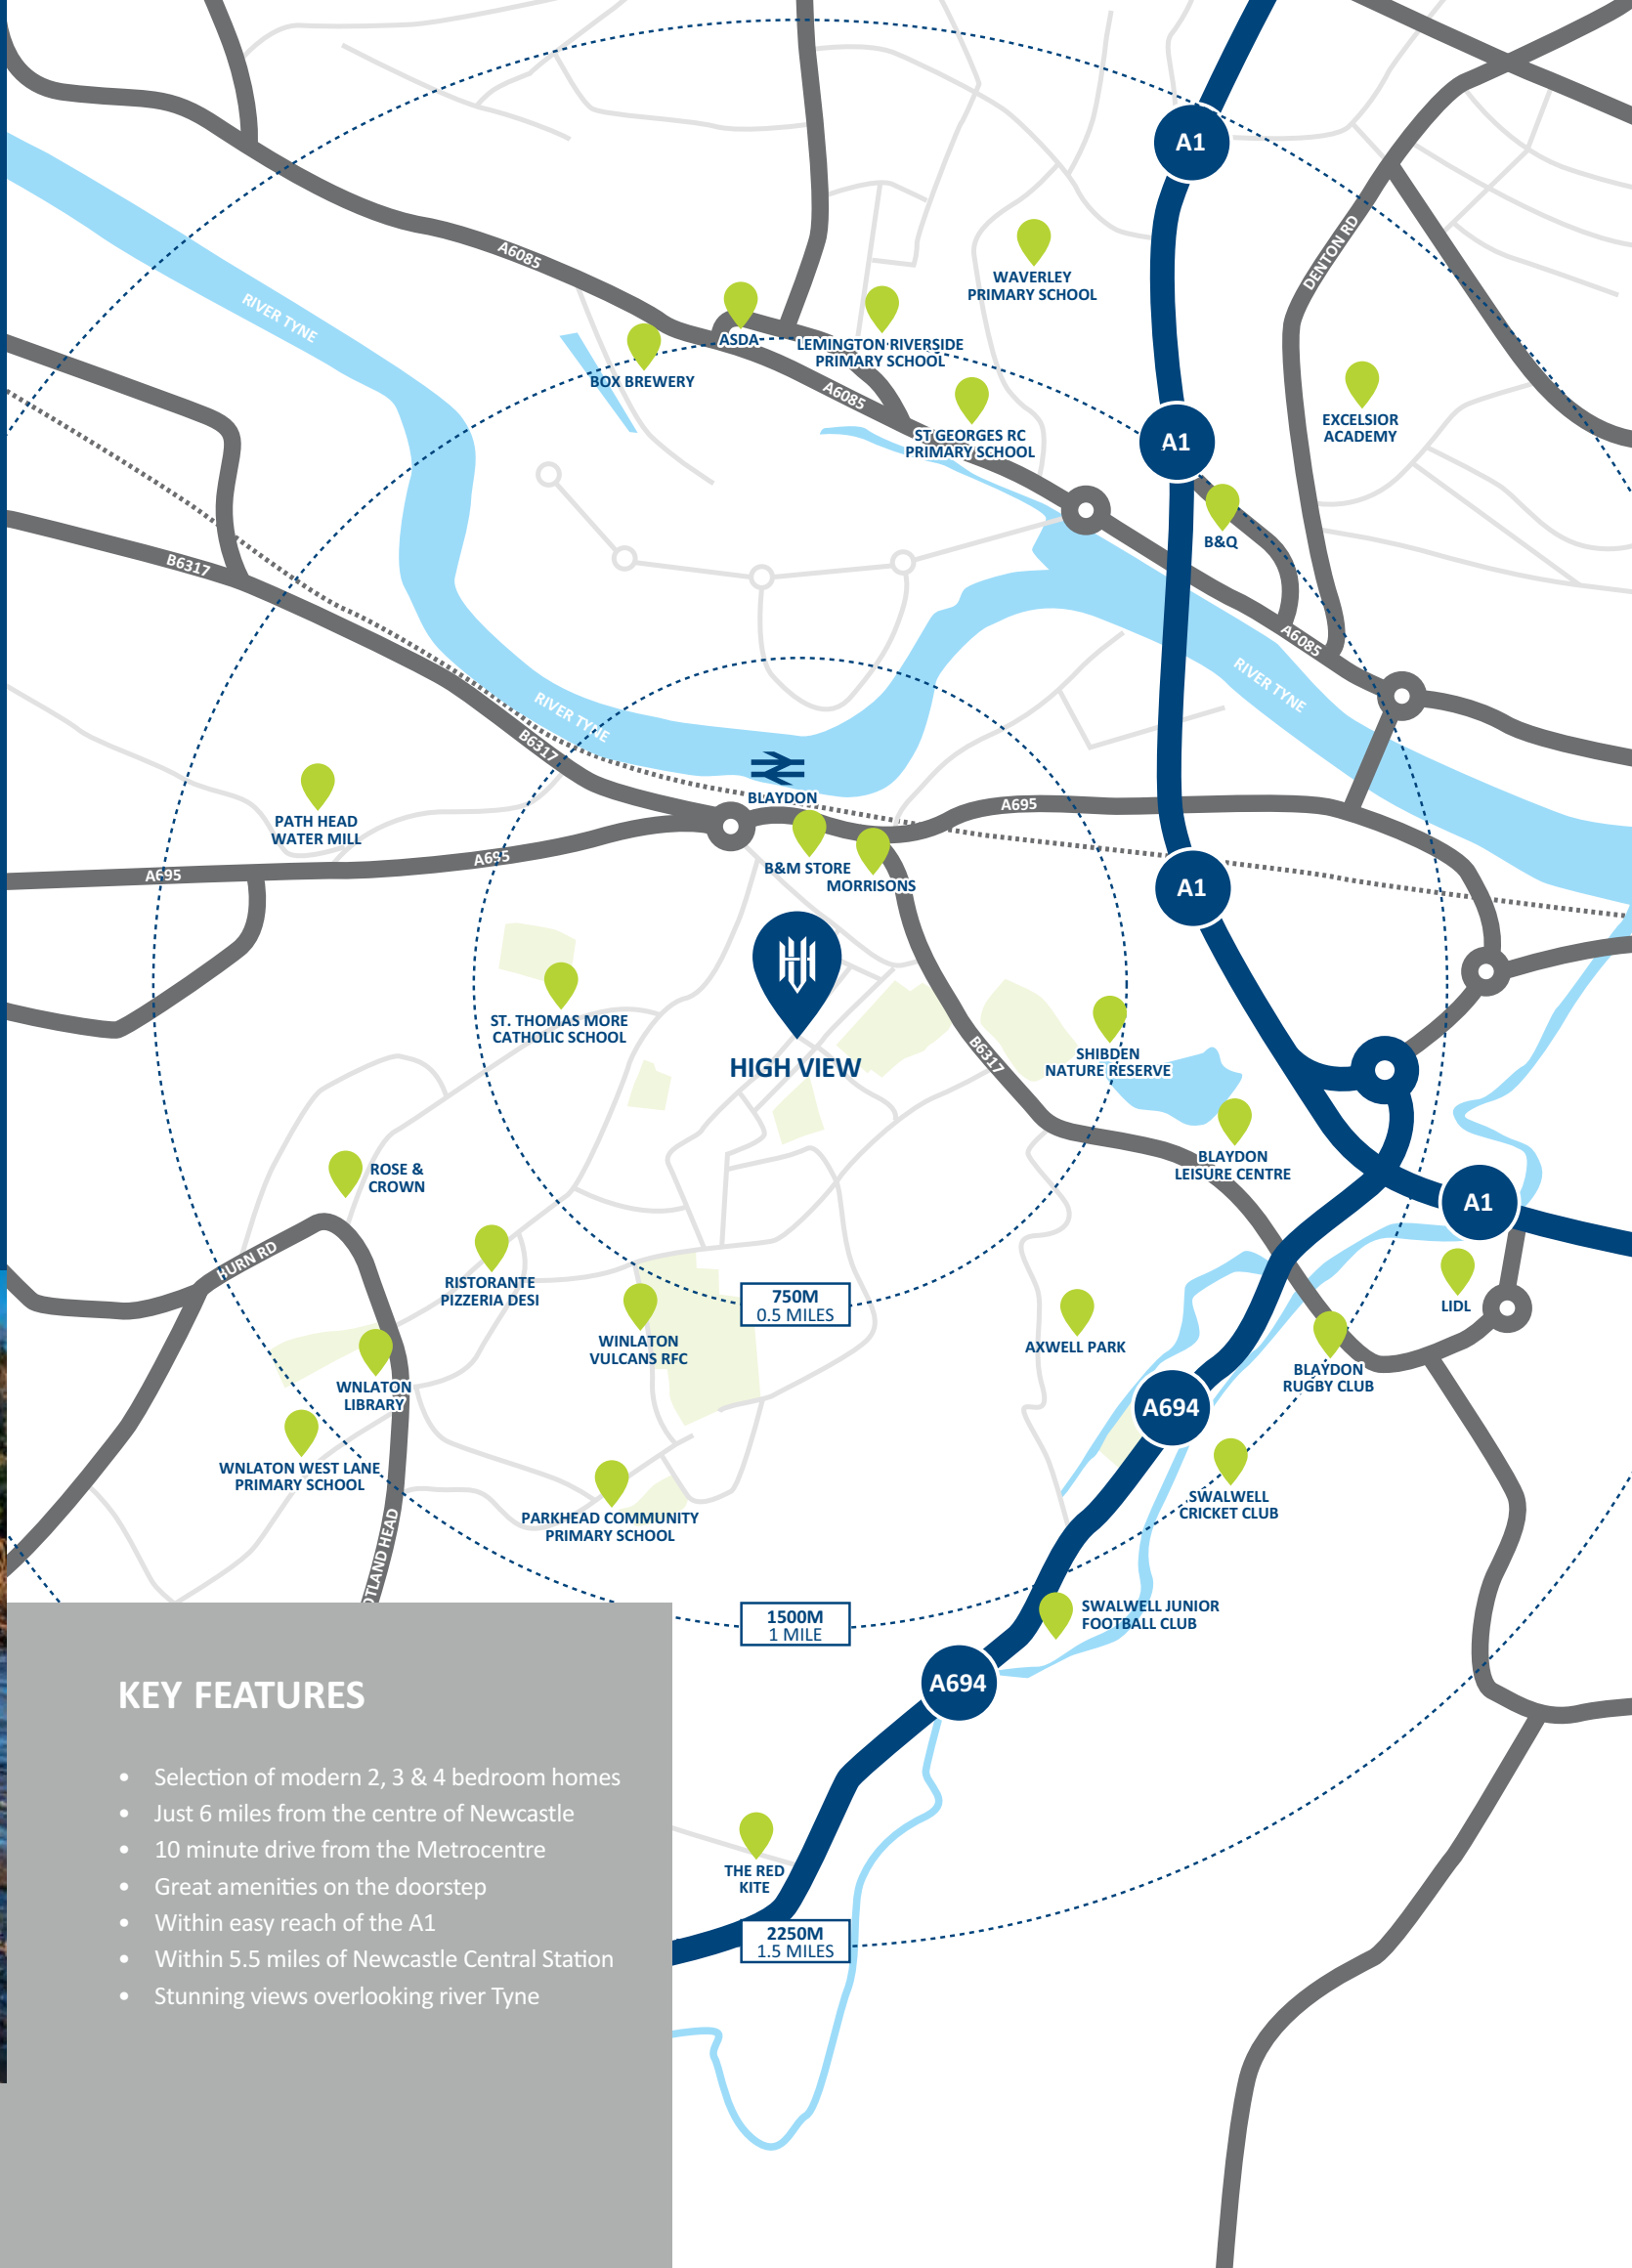 A1
A6085
DENTON RD
RIVER TYNE
WAVERLEY
PRIMARY SCHOOL
ASDA
LEMINGTON RIVERSIDE
PRIMARY SCHOOL
BOX BREWERY
A6085
EXCELSIOR
ACADEMY
ST GEORGES RC
PRIMARY SCHOOL
A1
B&Q
B6317
A6085
RIVER TYNE
RIVER TYNE
B6317
BLAYDON
A695
PATH HEAD
WATER MILL
A695
A695
B&M STORE
MORRISONS
A1
ST. THOMAS MORE
CATHOLIC SCHOOL
HIGH VIEW
B6317
SHIBDEN
NATURE RESERVE
BLAYDON
LEISURE CENTRE
ROSE &
CROWN
A1
HURN RD
RISTORANTE
PIZZERIA DESI
750M
0.5 MILES
LIDL
WINLATON
VULCANS RFC
AXWELL PARK
BLAYDON
RUGBY CLUB
WNLATON
LIBRARY
A694
WNLATON WEST LANE
PRIMARY SCHOOL
SWALWELL
CRICKET CLUB
PARKHEAD COMMUNITY
PRIMARY SCHOOL
OTLAND HEAD
1500M
1 MILE
SWALWELL JUNIOR
FOOTBALL CLUB
A694
KEY FEATURES
• Selection of modern 2, 3 & 4 bedroom homes
• Just 6 miles from the centre of Newcastle
• 10 minute drive from the Metrocentre
• Great amenities on the doorstep
• Within easy reach of the A1
• Within 5.5 miles of Newcastle Central Station
• Stunning views overlooking river Tyne
THE RED
KITE
2250M
1.5 MILES